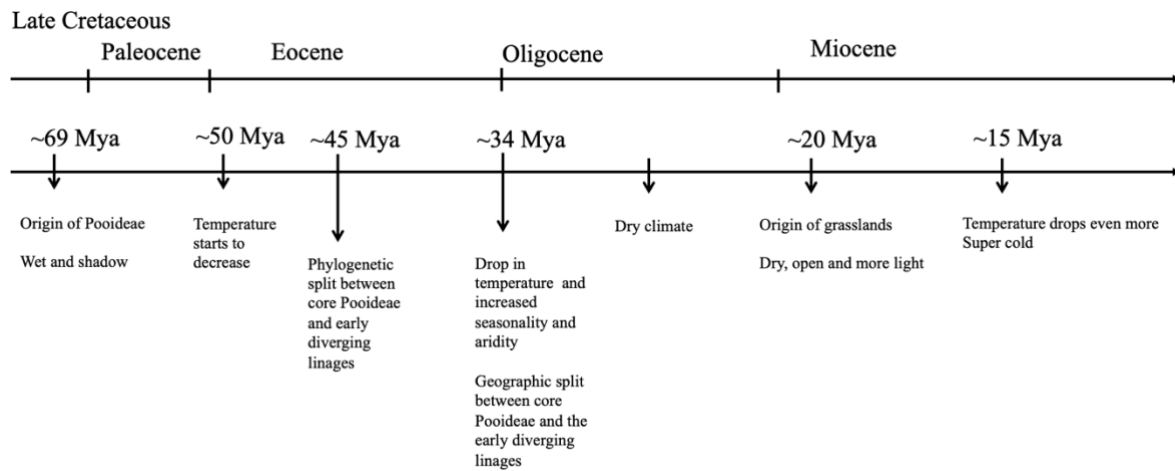 Late Cretaceous
Paleocene
Eocene
Oligocene
Miocene
~69 Mya
~50 Mya
~45 Mya
~34 Mya
~20 Mya
~15 Mya
Origin of Pooideae
Wet and shadow
Temperature
starts to
decrease
Phylogenetic
split between
core Pooideae
and early
diverging
linages
Drop in
temperature and
increased
seasonality and
aridity
Geographic split
between core
Pooideae and the
early diverging
linages
Dry climate
Origin of grasslands
Dry, open and more light
Temperature drops even more
Super cold